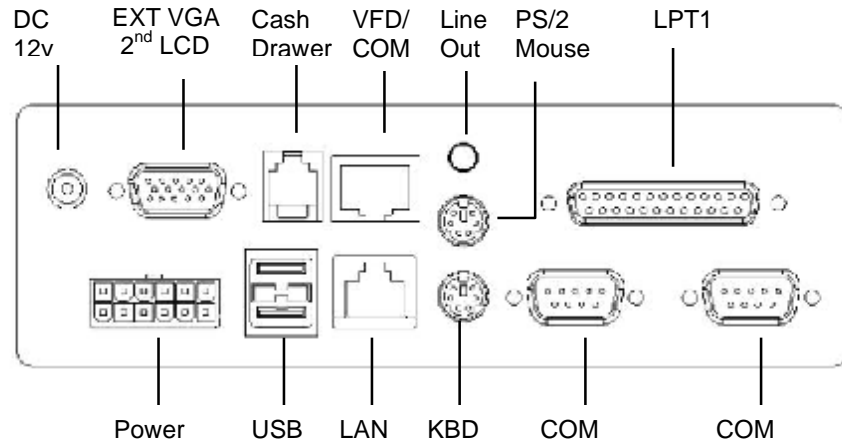 DC
12v
EXT VGA
2nd LCD
Cash
Drawer
VFD/
COM
Line
Out
PS/2
Mouse
LPT1
Power
USB
LAN
KBD
COM
COM